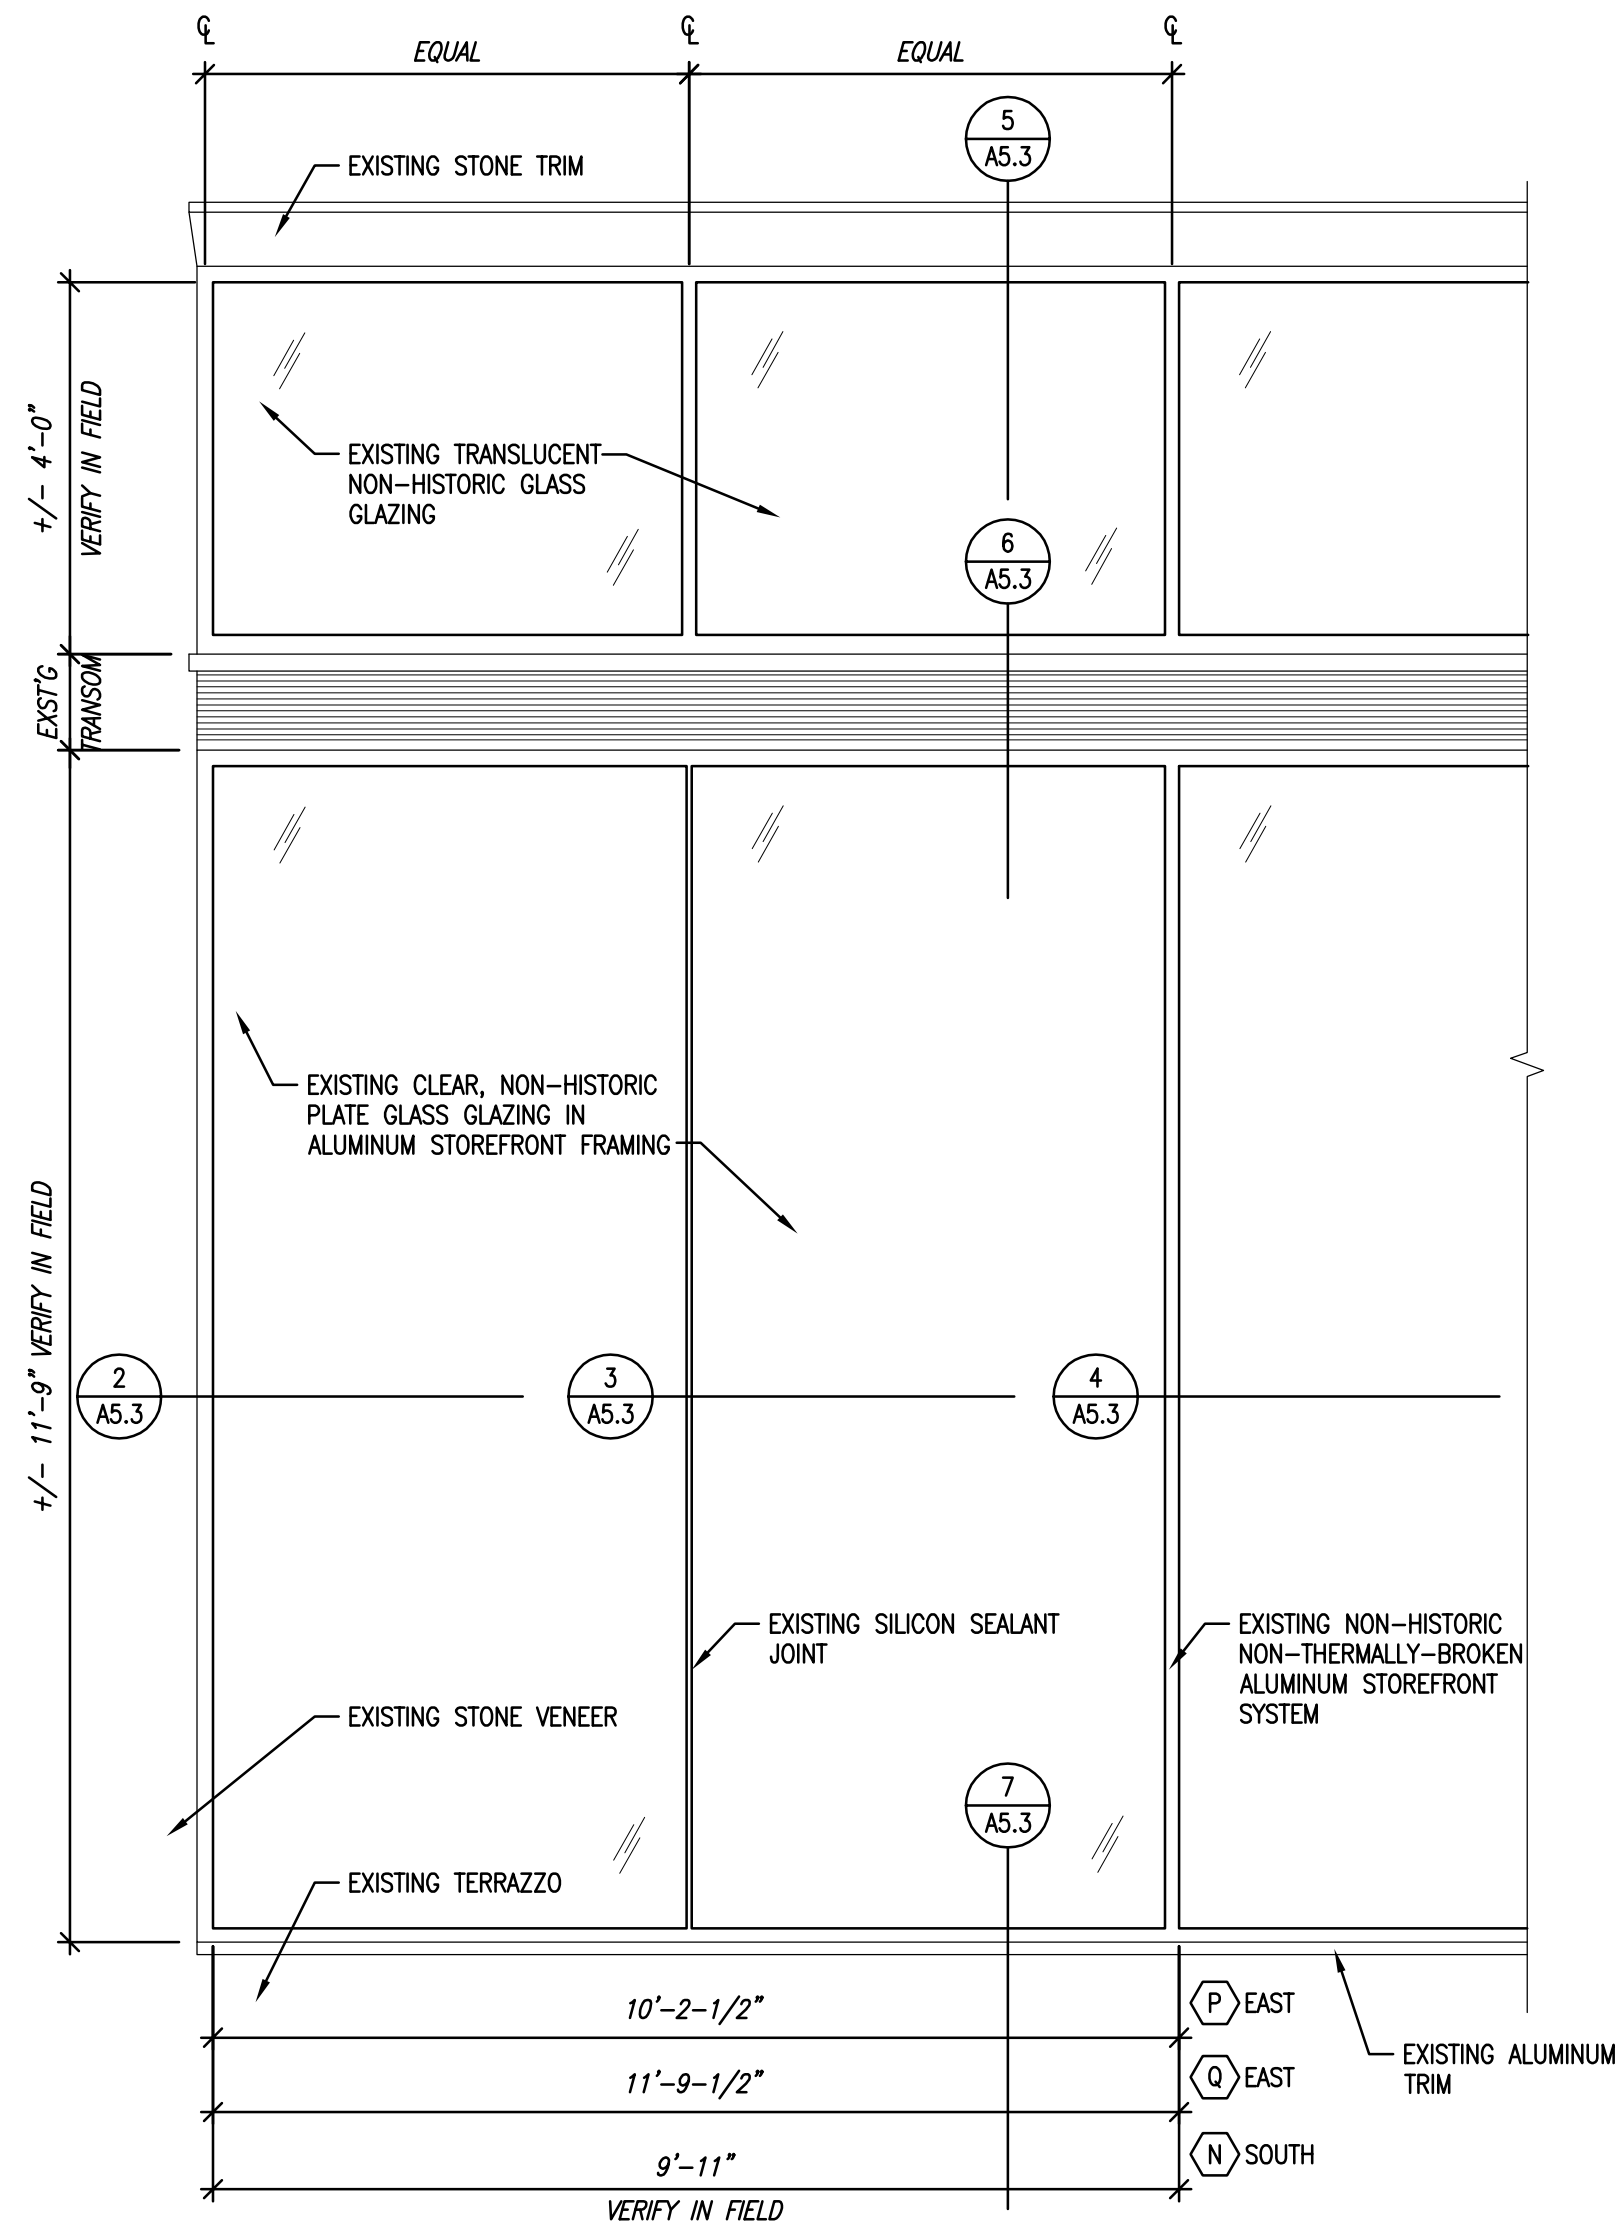 ℄ ℄ ℄
EQUAL EQUAL
5
A5.3
EXISTING STONE TRIM
+/- 4'-0"
VERIFY IN FIELD
EXISTING TRANSLUCENT
NON-HISTORIC GLASS
GLAZING
6
A5.3
EXST'G
TRANSOM
EXISTING CLEAR, NON-HISTORIC
PLATE GLASS GLAZING IN
ALUMINUM STOREFRONT FRAMING
+/- 11'-9" VERIFY IN FIELD
2
A5.3
3
A5.3
4
A5.3
EXISTING SILICON SEALANT
JOINT
EXISTING NON-HISTORIC
NON-THERMALLY-BROKEN
ALUMINUM STOREFRONT
SYSTEM
EXISTING STONE VENEER
7
A5.3
EXISTING TERRAZZO
10'-2-1/2"
P EAST
EXISTING ALUMINUM
TRIM
11'-9-1/2"
Q EAST
9'-11"
N SOUTH
VERIFY IN FIELD